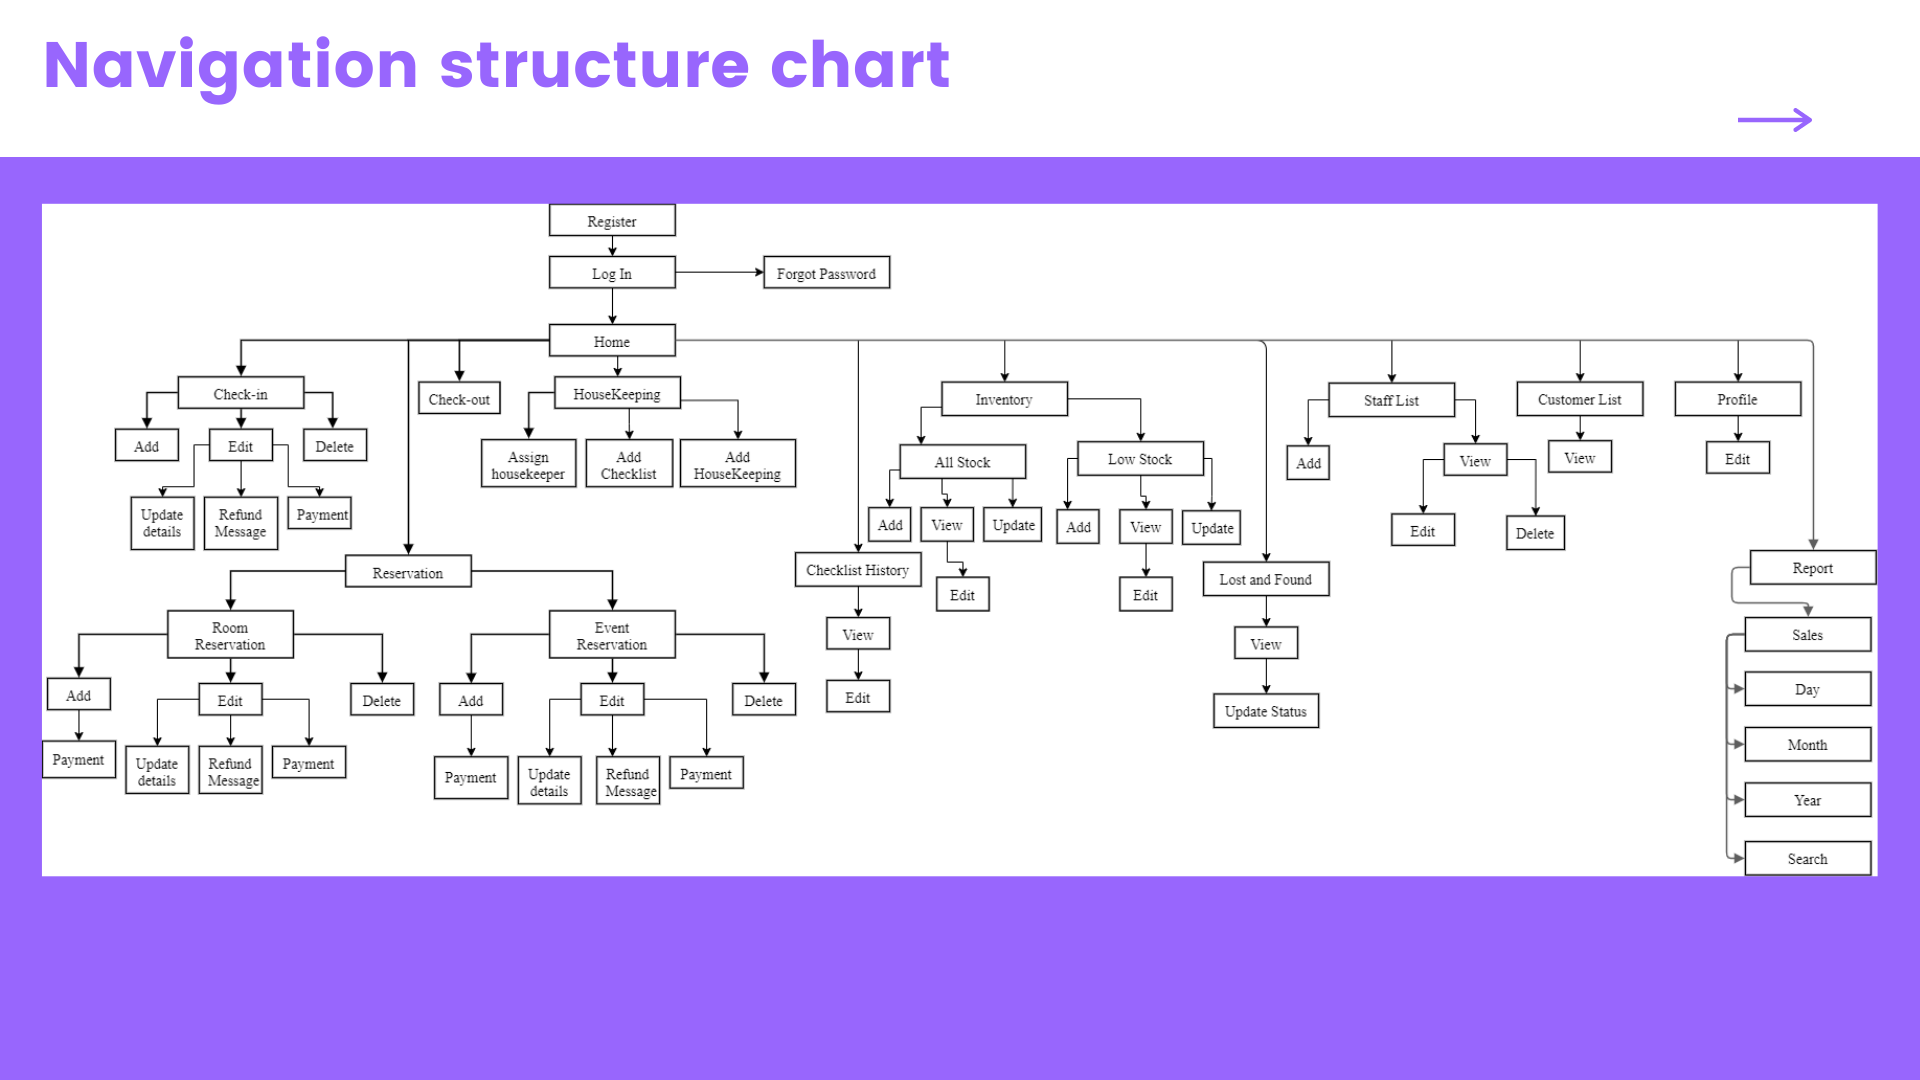 Navigation structure chart
Register
Log In
Forgot Password
Home
Check-in
Check-out
HouseKeeping
Inventory
Staff List
Customer List
Profile
Add
Edit
Delete
Assign
housekeeper
Add
Checklist
Add
HouseKeeping
All Stock
Low Stock
Add
View
View
Edit
Update
details
Refund
Message
Payment
Add
View
Update
Add
View
Update
Edit
Delete
Reservation
Checklist History
Edit
Edit
Lost and Found
Report
Room
Reservation
Event
Reservation
View
View
Sales
Add
Edit
Delete
Add
Edit
Delete
Edit
Update Status
Day
Payment
Update
details
Refund
Message
Payment
Payment
Update
details
Refund
Message
Payment
Month
Year
Search